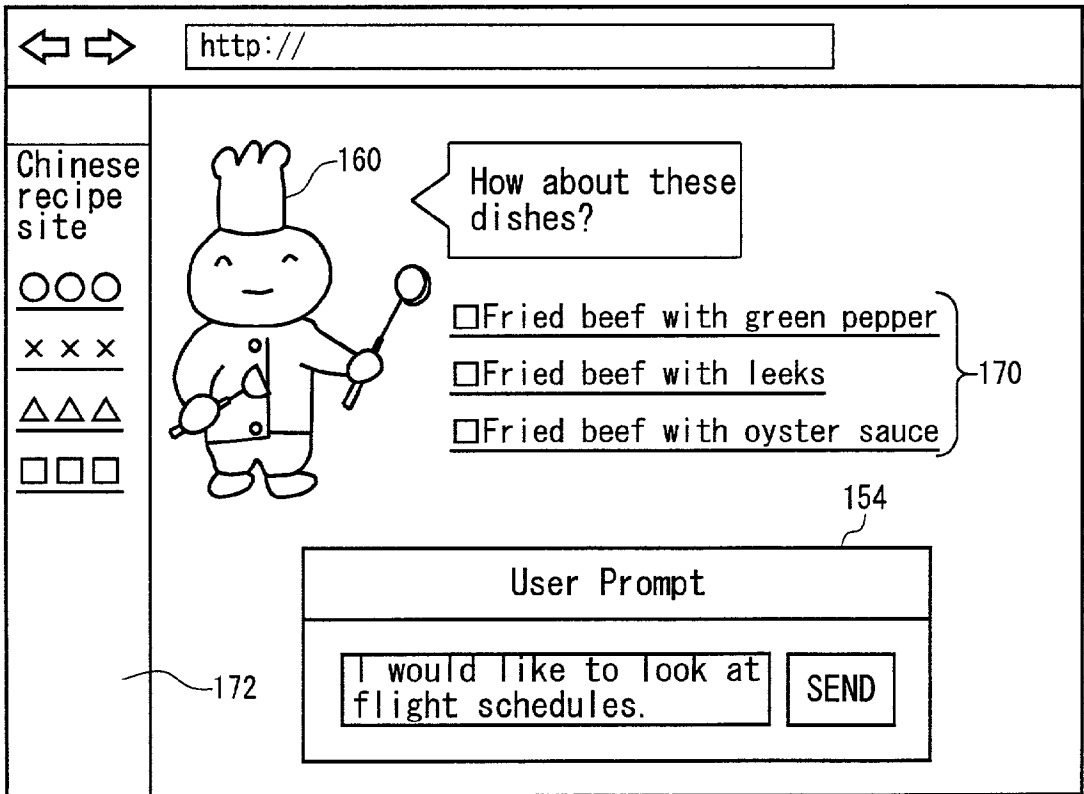 http://
Chinese
recipe
site
○○○
×××
△△△
□□□
160
How about these
dishes?
□Fried beef with green pepper
□Fried beef with leeks
□Fried beef with oyster sauce
170
154
User Prompt
I would like to look at
flight schedules.
SEND
172